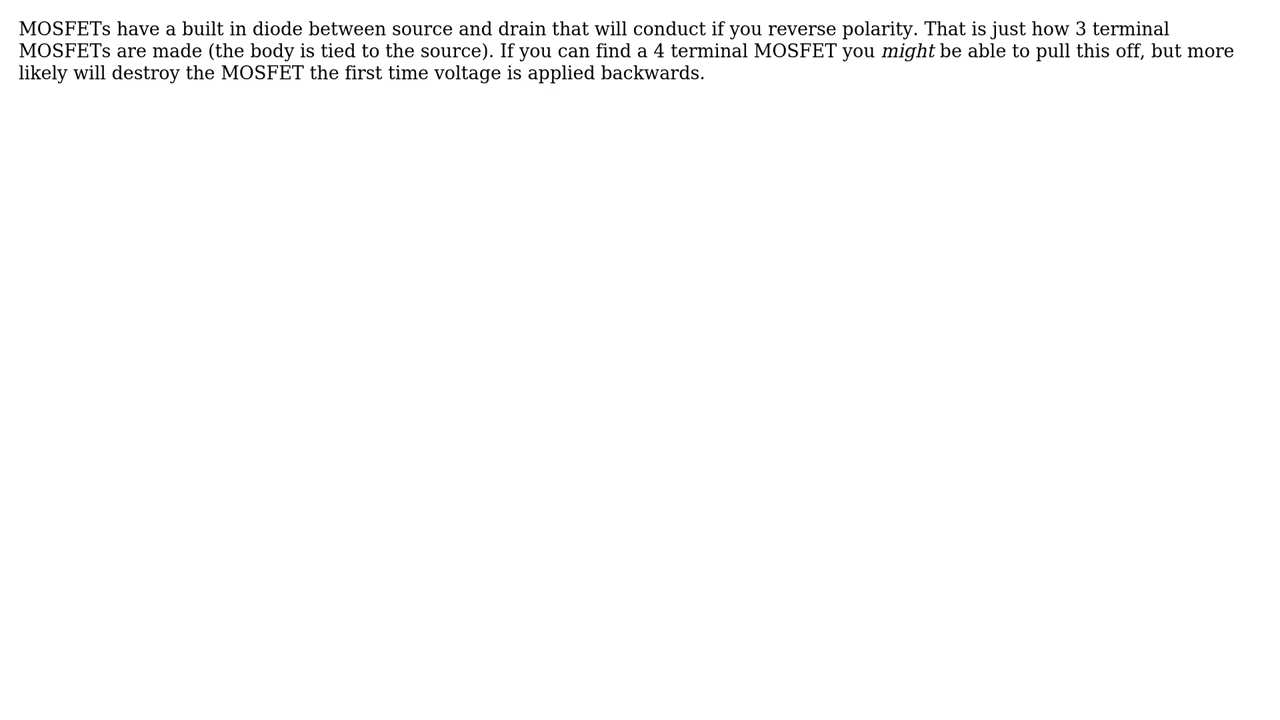 MOSFETs have a built in diode between source and drain that will conduct if you reverse polarity. That is just how 3 terminal
MOSFETs are made (the body is tied to the source). If you can find a 4 terminal MOSFET you might be able to pull this off, but more
likely will destroy the MOSFET the first time voltage is applied backwards.